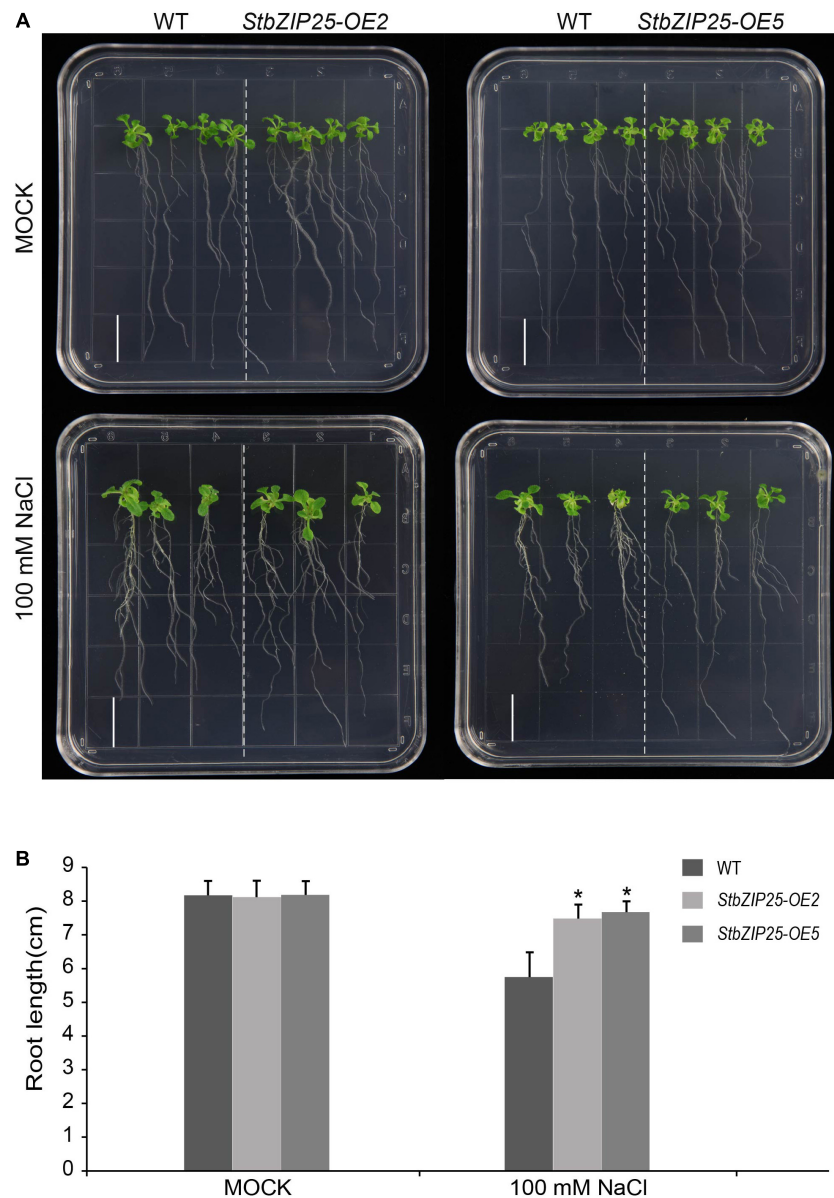 A
WT StbZIP25-OE2 WT StbZIP25-OE5
MOCK
100 mM NaCl
B
Root length(cm)
9
8
7
6
5
4
3
2
1
0
* *
WT
StbZIP25-OE2
StbZIP25-OE5
MOCK 100 mM NaCl